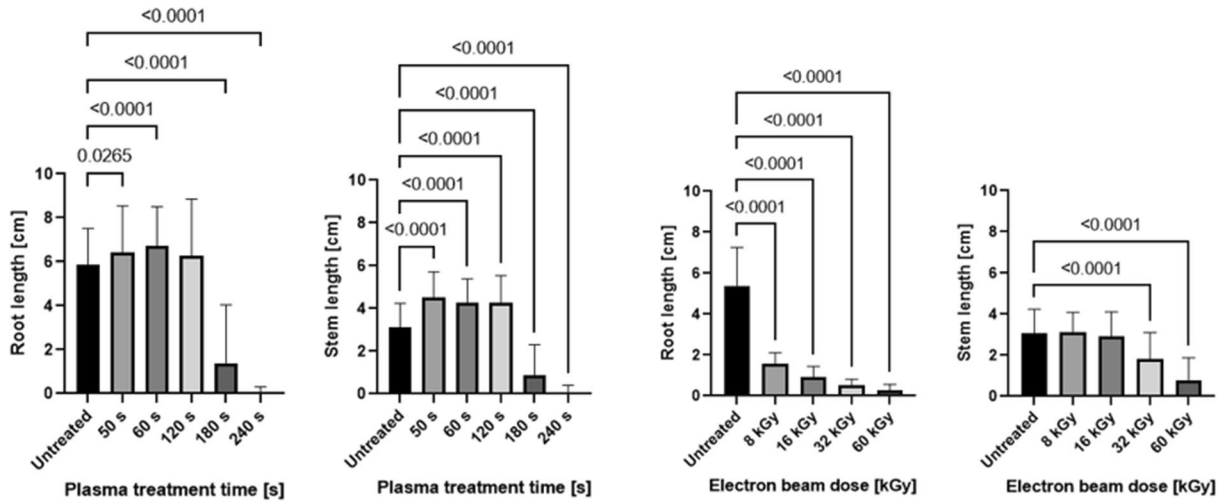 <0.0001
<0.0001
<0.0001
0.0265
10
8
6
4
2
0
Root length [cm]
Untreated
50 s
60 s
120 s
180 s
240 s
Plasma treatment time [s]
<0.0001
<0.0001
<0.0001
<0.0001
<0.0001
10
8
6
4
2
0
Stem length [cm]
Untreated
50 s
60 s
120 s
180 s
240 s
Plasma treatment time [s]
<0.0001
<0.0001
<0.0001
<0.0001
10
8
6
4
2
0
Root length [cm]
Untreated
8 kGy
16 kGy
32 kGy
60 kGy
Electron beam dose [kGy]
<0.0001
<0.0001
10
8
6
4
2
0
Stem length [cm]
Untreated
8 kGy
16 kGy
32 kGy
60 kGy
Electron beam dose [kGy]